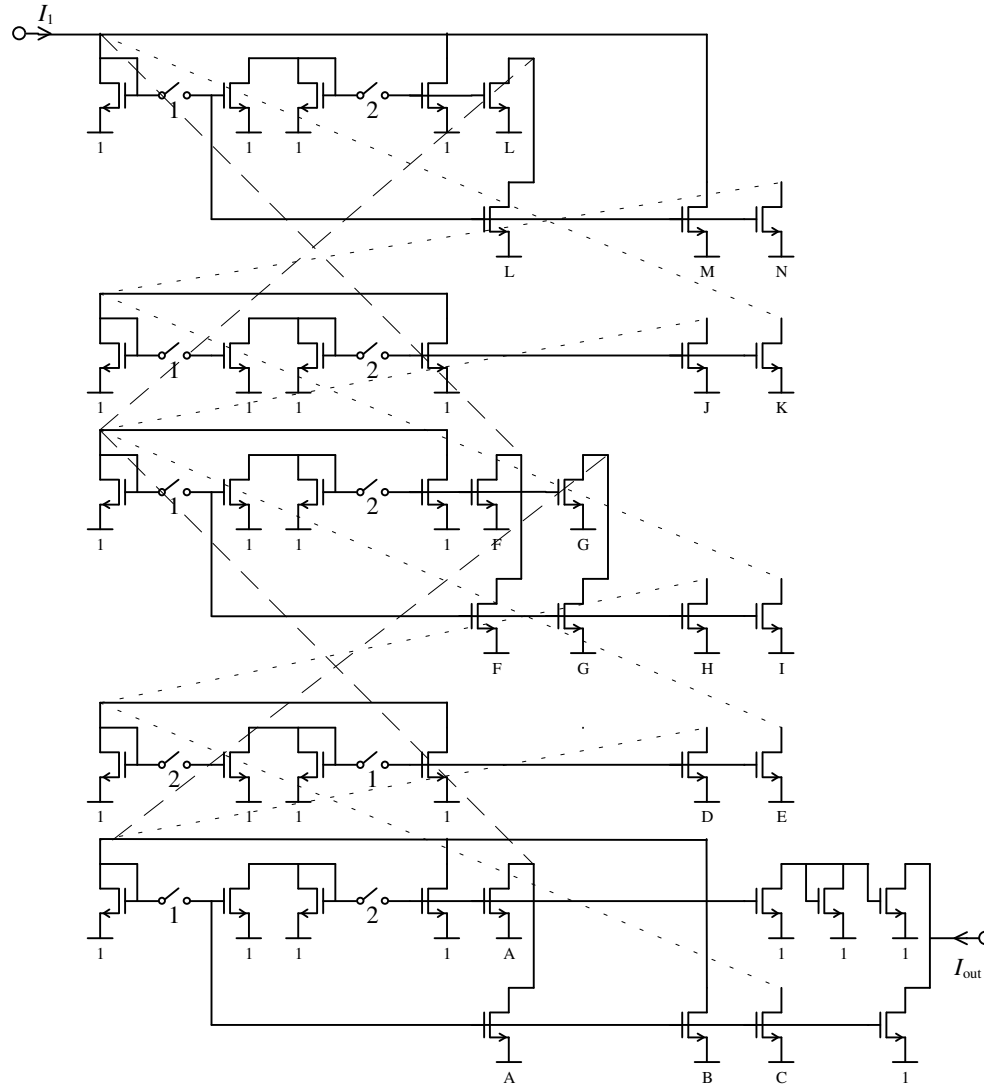 I1
1 2
1 1 1 1 L
L M N
1 2
1 1 1 1 J K
1 2
1 1 1 1 F G
F G H I
2 1
1 1 1 1 D E
1 2
1 1 1 1 A 1 1 1
Iout
A B C 1